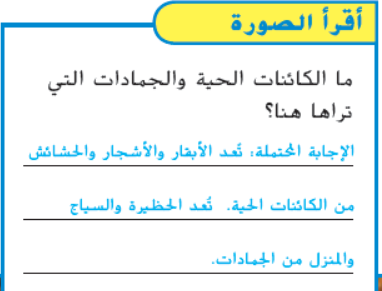 أقرأ الصورة
ما الكائنات الحية والجمادات التي
تراها هنا؟
الإجابة المحتملة: تُعد الأبقار والأشجار والحشائش
من الكائنات الحية. تُعد الحظيرة والسياج
والمنزل من الجمادات.